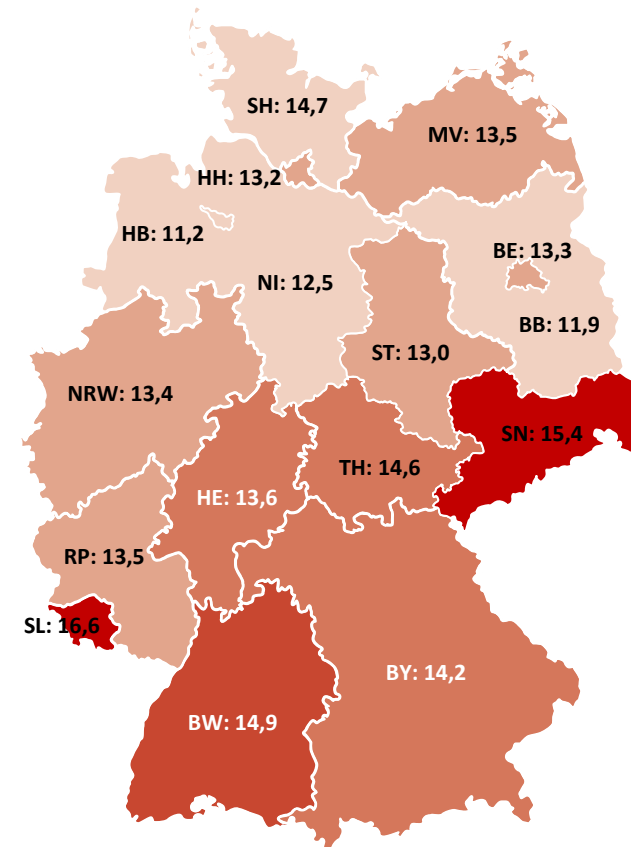 SH: 14,7
MV: 13,5
HH: 13,2
HB: 11,2
BE: 13,3
NI: 12,5
BB: 11,9
ST: 13,0
NRW: 13,4
SN: 15,4
TH: 14,6
HE: 13,6
RP: 13,5
SL: 16,6
BY: 14,2
BW: 14,9